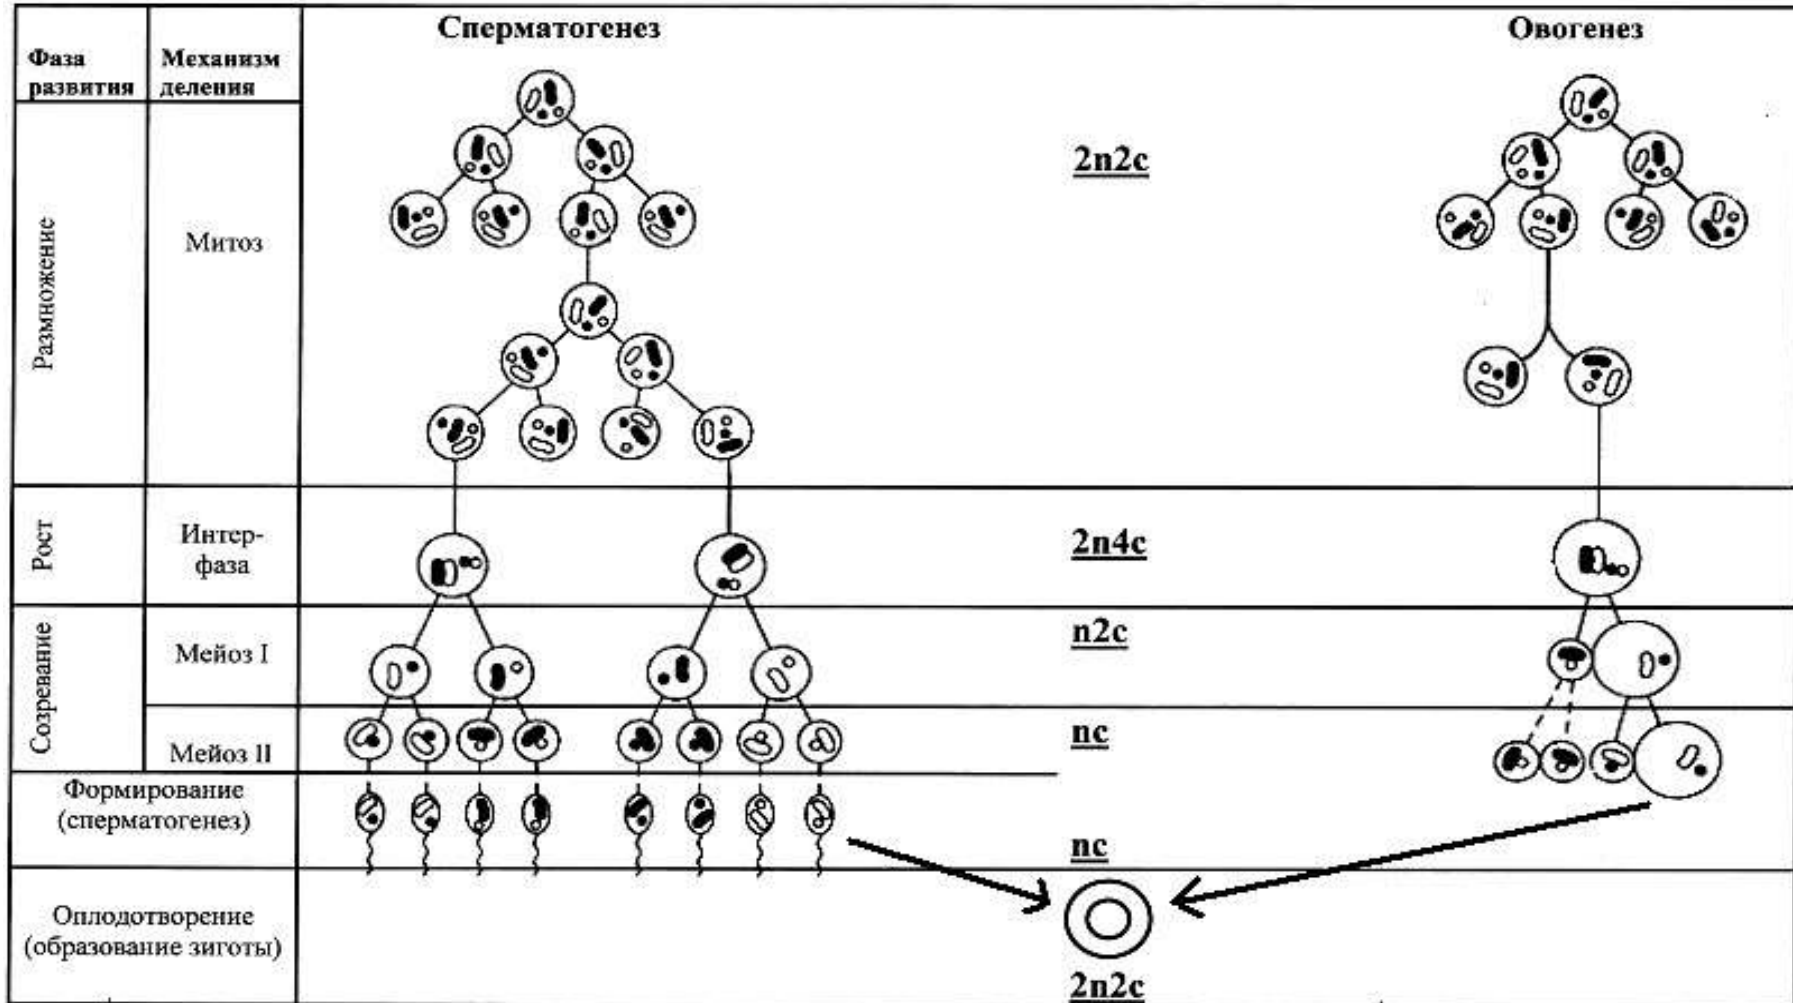 Сперматогенез
Овогенез
Фаза
развития
Механизм
деления
Размножение
Митоз
2n2c
Рост
Интер-
фаза
2n4c
Созревание
Мейоз I
n2c
Мейоз II
nc
Формирование
(сперматогенез)
nc
Оплодотворение
(образование зиготы)
2n2c